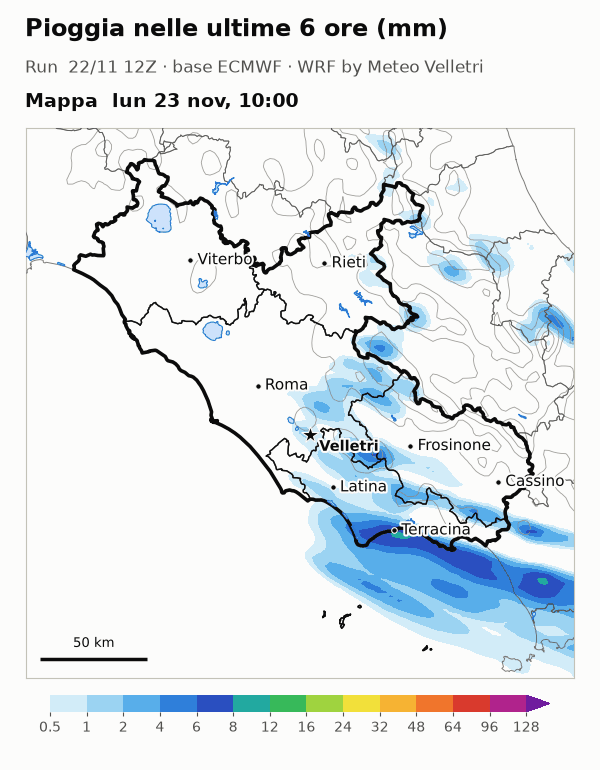 Pioggia nelle ultime 6 ore (mm)
Run  22/11 12Z · base ECMWF · WRF by Meteo Velletri
Mappa  lun 23 nov, 10:00
Viterbo
Rieti
Roma
Velletri
Frosinone
Cassino
Latina
Terracina
50 km
0.5 1 2 4 6 8 12 16 24 32 48 64 96 128